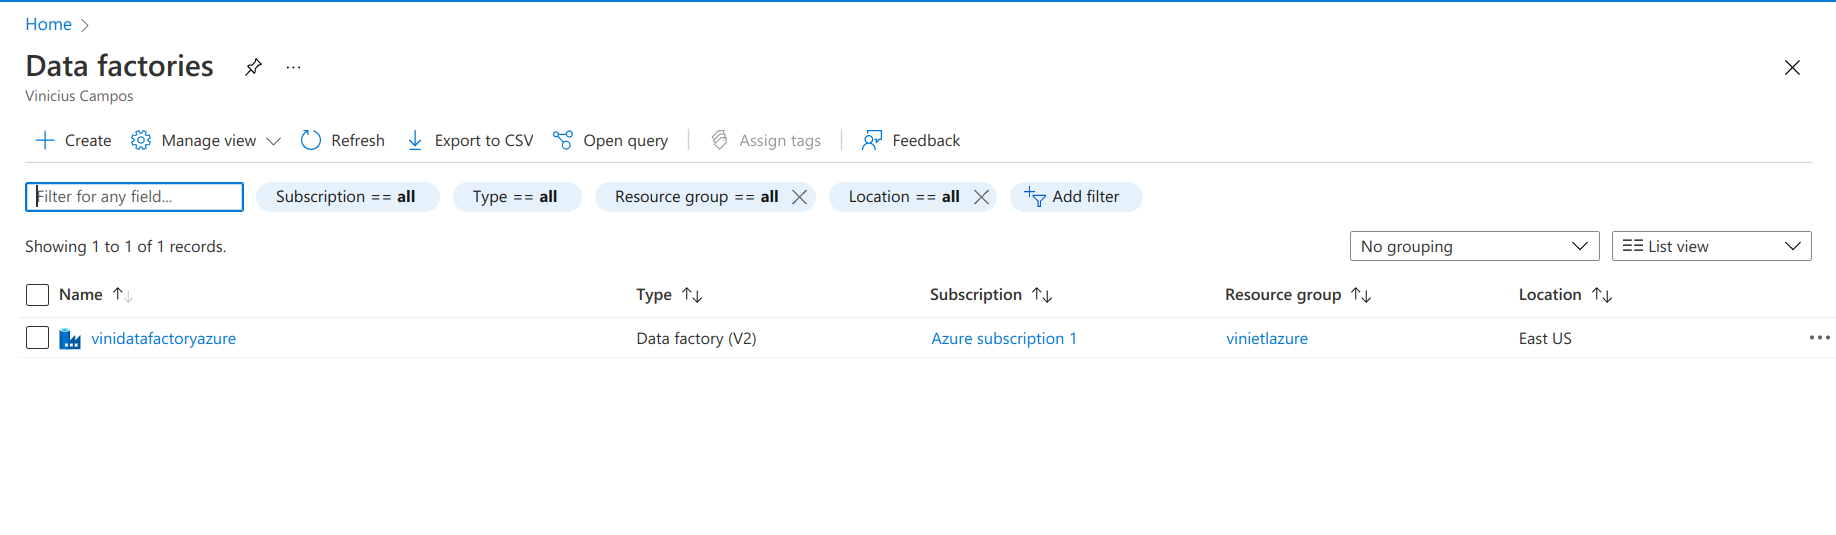 Home
Data factories
Vinicius Campos
Create Manage view Refresh Export to CSV Open query Assign tags Feedback
Filter for any field... Subscription == all Type == all Resource group == all Location == all Add filter
Showing 1 to 1 of 1 records. No grouping List view
Name Type Subscription Resource group Location
vinidatafactoryazure Data factory (V2) Azure subscription 1 vinietlazure East US